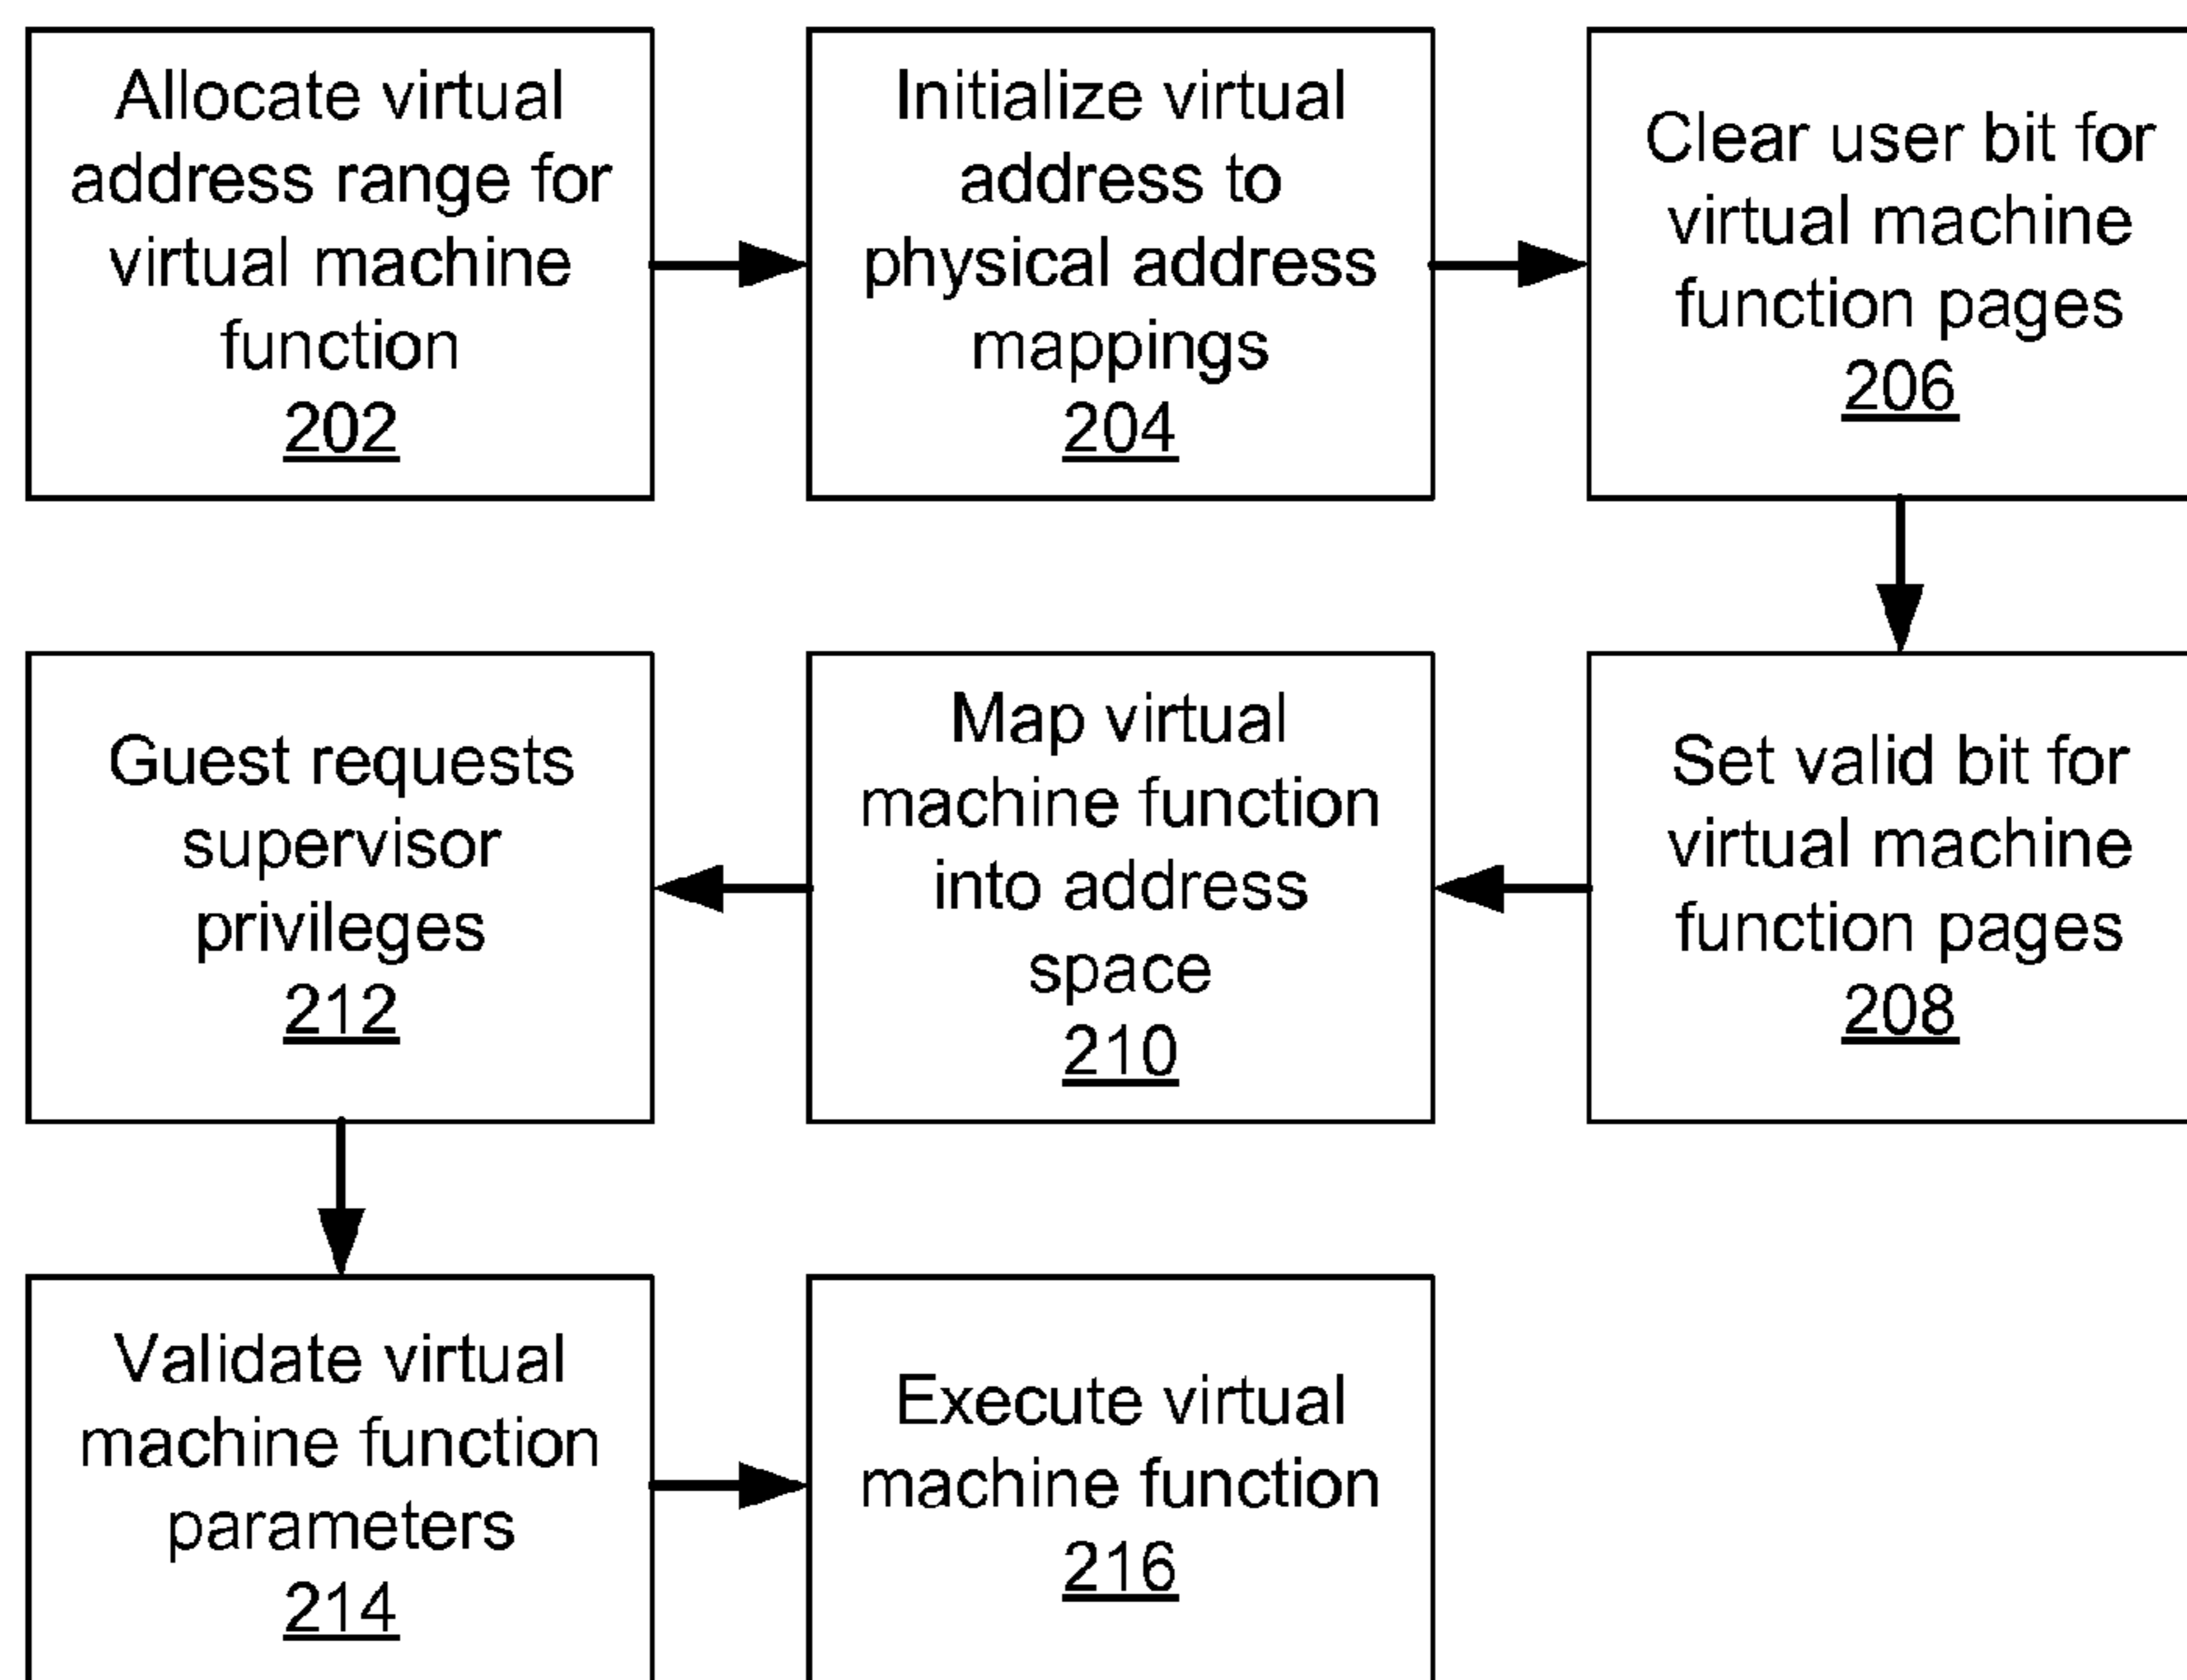 Allocate virtual
address range for
virtual machine
function
202
Initialize virtual
address to
physical address
mappings
204
Clear user bit for
virtual machine
function pages
206
Guest requests
supervisor
privileges
212
Map virtual
machine function
into address
space
210
Set valid bit for
virtual machine
function pages
208
Validate virtual
machine function
parameters
214
Execute virtual
machine function
216